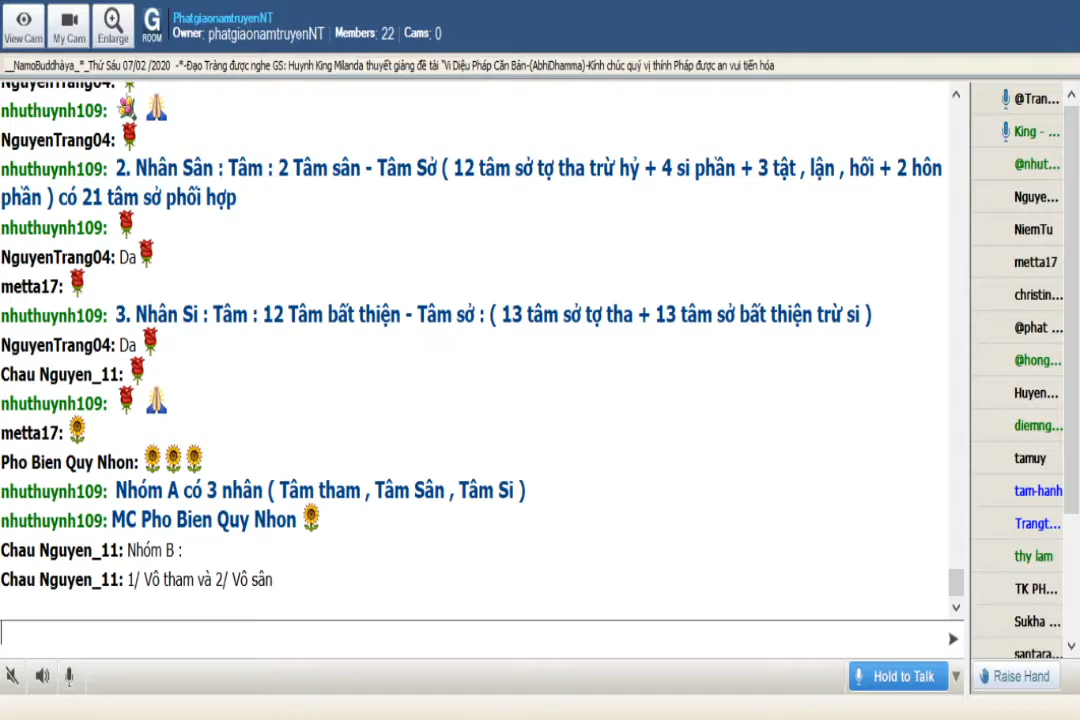 View Cam
My Cam
Enlarge
G
ROOM
PhatgiaonamtruyenNT
Owner: phatgiaonamtruyenNT | Members: 22 | Cams: 0
__NamoBuddhàya_*_Thứ Sáu 07/02 /2020 -*-Đạo Tràng được nghe GS: Huynh King Milanda thuyết giảng đề tài "Vi Diệu Pháp Căn Bản-(AbhiDhamma)-Kính chúc quý vị thính Pháp được an vui tiến hóa
NguyenTrang04:
nhuthuynh109:
NguyenTrang04:
nhuthuynh109: 2. Nhân Sân : Tâm : 2 Tâm sân - Tâm Sở ( 12 tâm sở tợ tha trừ hỷ + 4 si phần + 3 tật , lận , hối + 2 hôn
phần ) có 21 tâm sở phối hợp
nhuthuynh109:
NguyenTrang04: Da
metta17:
nhuthuynh109: 3. Nhân Si : Tâm : 12 Tâm bất thiện - Tâm sở : ( 13 tâm sở tợ tha + 13 tâm sở bất thiện trừ si )
NguyenTrang04: Da
Chau Nguyen_11:
nhuthuynh109:
metta17:
Pho Bien Quy Nhon:
nhuthuynh109: Nhóm A có 3 nhân ( Tâm tham , Tâm Sân , Tâm Si )
nhuthuynh109: MC Pho Bien Quy Nhon
Chau Nguyen_11: Nhóm B :
Chau Nguyen_11: 1/ Vô tham và 2/ Vô sân
@Tran...
King - ...
@nhut...
Nguye...
NiemTu
metta17
christin...
@phat ...
@hong...
Huyen...
diemng...
tamuy
tam-hanh
Trangt...
thy lam
TK PH...
Sukha ...
santara...
Hold to Talk
Raise Hand